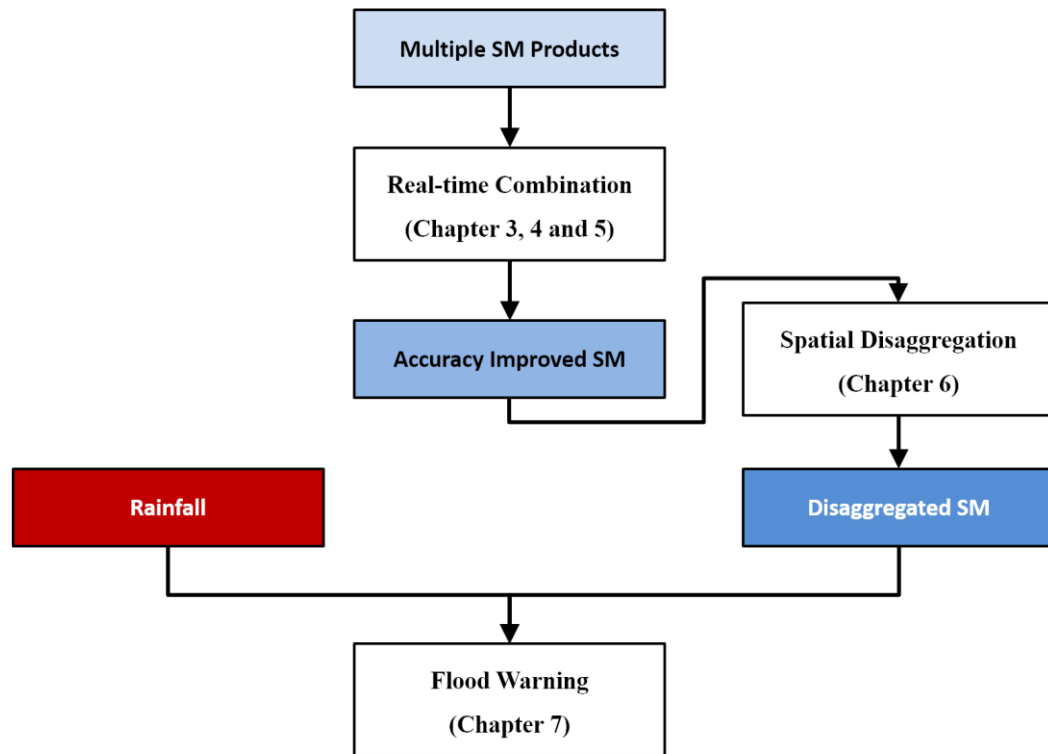 Multiple SM Products
Real-time Combination
(Chapter 3, 4 and 5)
Accuracy Improved SM
Spatial Disaggregation
(Chapter 6)
Rainfall
Disaggregated SM
Flood Warning
(Chapter 7)